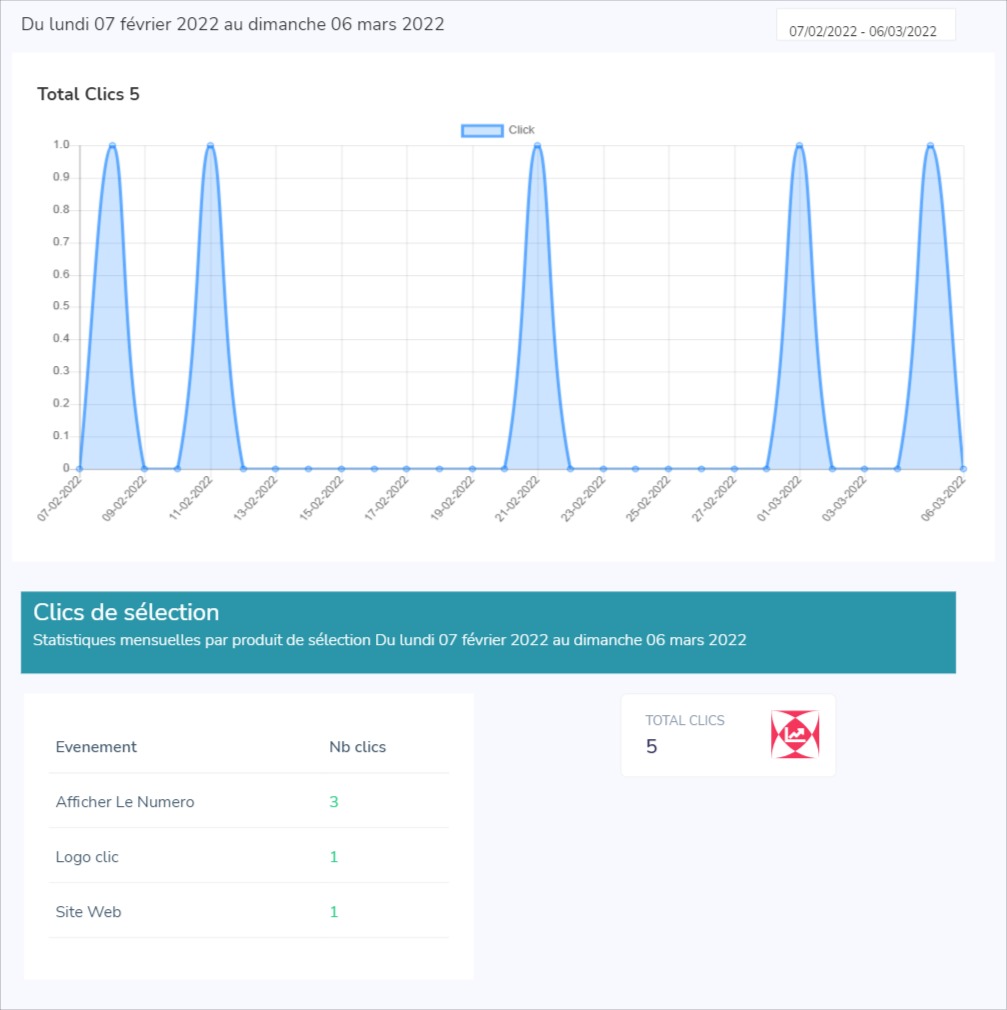 Du lundi 07 février 2022 au dimanche 06 mars 2022
07/02/2022 - 06/03/2022
Total Clics 5
Click
1.0
0.9
0.8
0.7
0.6
0.5
0.4
0.3
0.2
0.1
0
07-02-2022
09-02-2022
11-02-2022
13-02-2022
15-02-2022
17-02-2022
19-02-2022
21-02-2022
23-02-2022
25-02-2022
27-02-2022
01-03-2022
03-03-2022
06-03-2022
Clics de sélection
Statistiques mensuelles par produit de sélection Du lundi 07 février 2022 au dimanche 06 mars 2022
Evenement Nb clics
Afficher Le Numero 3
Logo clic 1
Site Web 1
TOTAL CLICS
5